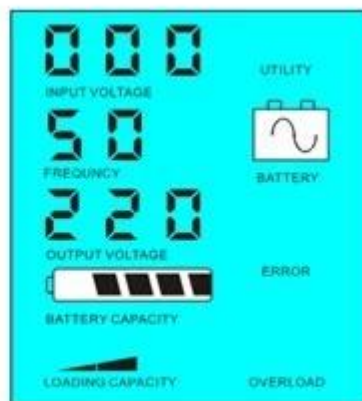 000
UTILITY
INPUT VOLTAGE
50
FREQUNCY
BATTERY
220
OUTPUT VOLTAGE
ERROR
BATTERY CAPACITY
LOADING CAPACITY
OVERLOAD